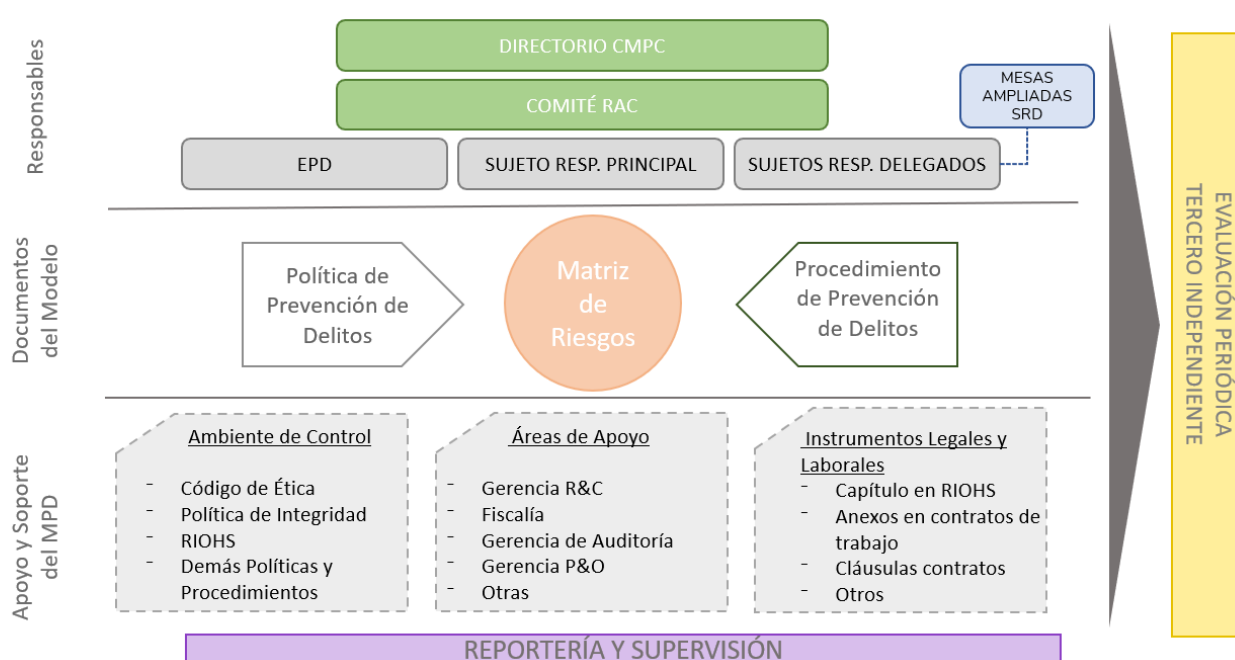 Responsables
DIRECTORIO CMPC
COMITÉ RAC
MESAS
AMPLIADAS
SRD
EPD
SUJETO RESP. PRINCIPAL
SUJETOS RESP. DELEGADOS
Documentos
del Modelo
Política de
Prevención de
Delitos
Matriz
de
Riesgos
Procedimiento
de Prevención
de Delitos
Apoyo y Soporte
del MPD
Ambiente de Control
- Código de Ética
- Política de Integridad
- RIOHS
- Demás Políticas y
Procedimientos
Áreas de Apoyo
- Gerencia R&C
- Fiscalía
- Gerencia de Auditoría
- Gerencia P&O
- Otras
Instrumentos Legales y
Laborales
- Capítulo en RIOHS
- Anexos en contratos de
trabajo
- Cláusulas contratos
- Otros
REPORTERÍA Y SUPERVISIÓN
EVALUACIÓN PERIÓDICA
TERCERO INDEPENDIENTE